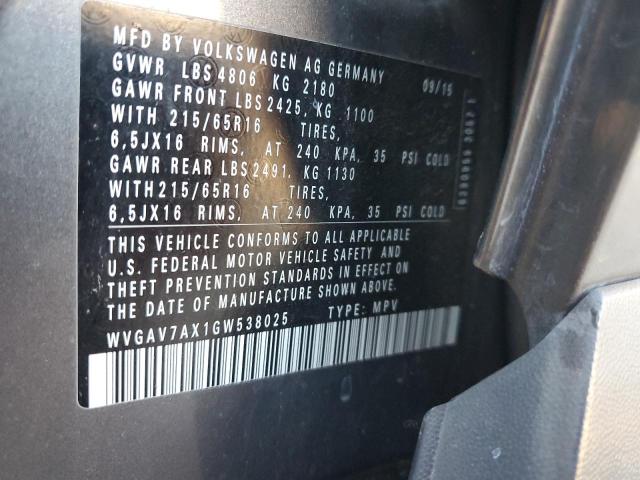 MFD BY VOLKSWAGEN AG GERMANY 09/15
GVWR LBS 4806 KG 2180
GAWR FRONT LBS 2425, KG 1100
WITH 215/65R16 TIRES,
6,5JX16 RIMS, AT 240 KPA, 35 PSI COLD
GAWR REAR LBS 2491, KG 1130
WITH 215/65R16 TIRES,
6,5JX16 RIMS, AT 240 KPA, 35 PSI COLD
THIS VEHICLE CONFORMS TO ALL APPLICABLE
U.S. FEDERAL MOTOR VEHICLE SAFETY AND
THEFT PREVENTION STANDARDS IN EFFECT ON
THE DATE OF MANUFACTURE SHOWN ABOVE.
WVGAV7AX1GW538025 TYPE: MPV